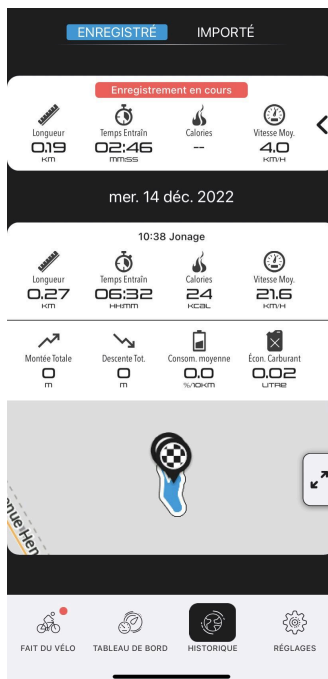 ENREGISTRÉ IMPORTÉ
Enregistrement en cours
Longueur Temps Entraîn Calories Vitesse Moy.
0.19 02:46 -- 4.0
KM MM:SS KM/H
mer. 14 déc. 2022
10:38 Jonage
Longueur Temps Entraîn Calories Vitesse Moy.
0.27 06:32 24 21.6
KM HH:MM KCAL KM/H
Montée Totale Descente Tot. Consom. moyenne Écon. Carburant
0 0 0.0 0.02
m m %/10KM LITRE
nue Hen
FAIT DU VÉLO TABLEAU DE BORD HISTORIQUE RÉGLAGES